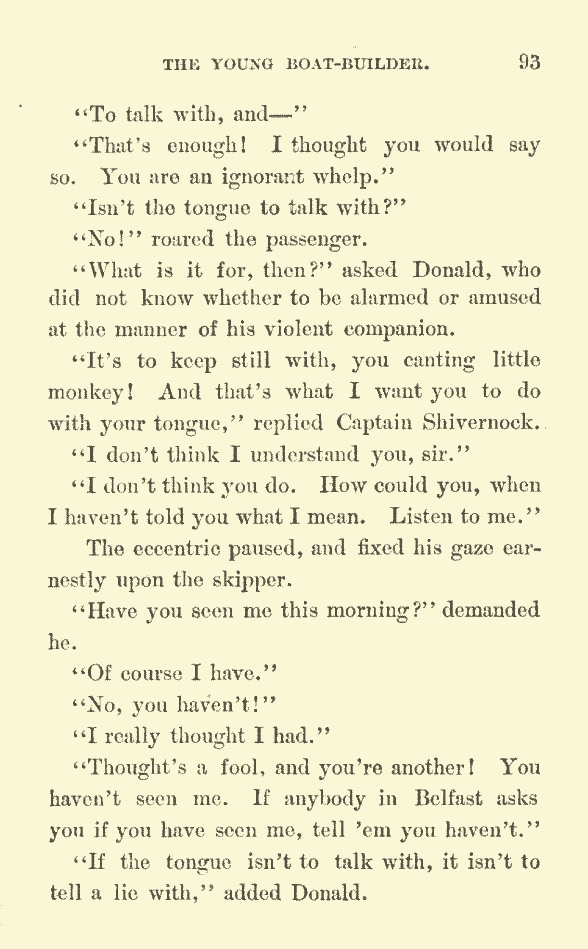 THE YOUNG BOAT-BUILDER. 93
"To talk with, and—"
"That's enough! I thought you would say
so. You are an ignorant whelp."
"Isn't the tongue to talk with?"
"No!" roared the passenger.
"What is it for, then?" asked Donald, who
did not know whether to be alarmed or amused
at the manner of his violent companion.
"It's to keep still with, you canting little
monkey! And that's what I want you to do
with your tongue," replied Captain Shivernock.
"I don't think I understand you, sir."
"I don't think you do. How could you, when
I haven't told you what I mean. Listen to me."
The eccentric paused, and fixed his gaze ear-
nestly upon the skipper.
"Have you seen me this morning?" demanded
he.
"Of course I have."
"No, you haven't!"
"I really thought I had."
"Thought's a fool, and you're another! You
haven't seen me. If anybody in Belfast asks
you if you have seen me, tell 'em you haven't."
"If the tongue isn't to talk with, it isn't to
tell a lie with," added Donald.